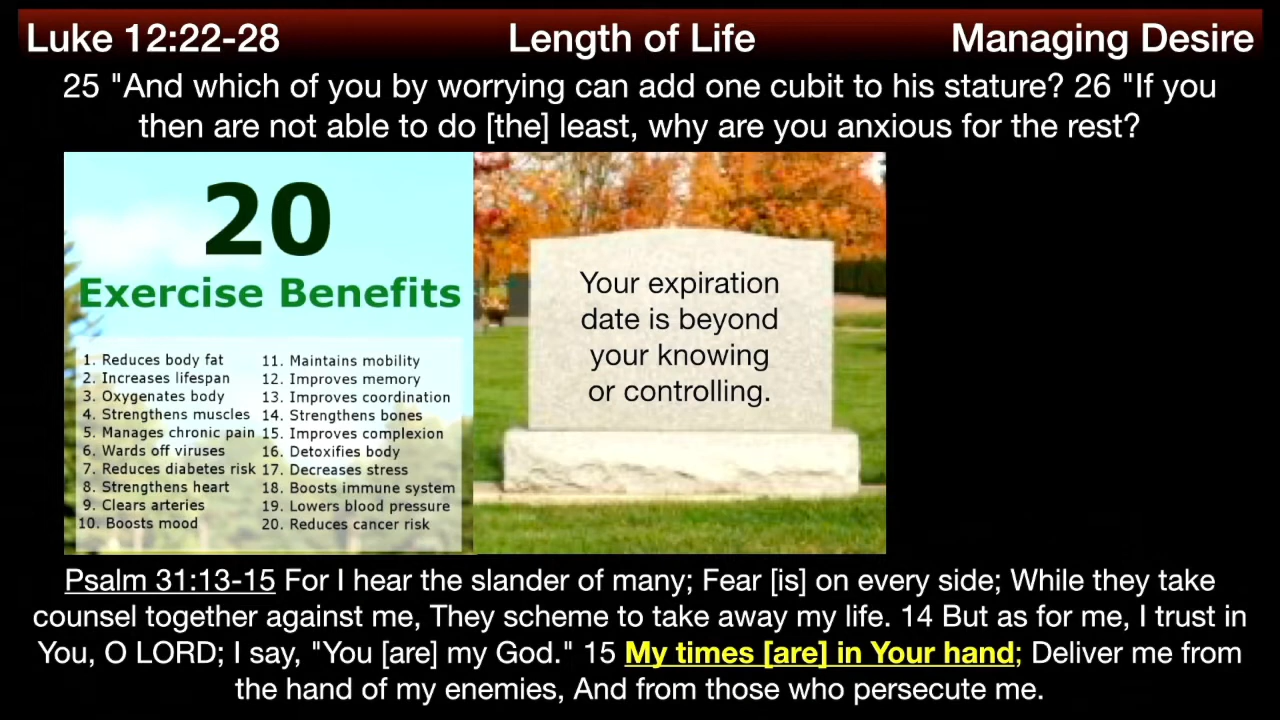 Luke 12:22-28 Length of Life Managing Desire
25 "And which of you by worrying can add one cubit to his stature? 26 "If you
then are not able to do [the] least, why are you anxious for the rest?
20
Exercise Benefits
1. Reduces body fat
2. Increases lifespan
3. Oxygenates body
4. Strengthens muscles
5. Manages chronic pain
6. Wards off viruses
7. Reduces diabetes risk
8. Strengthens heart
9. Clears arteries
10. Boosts mood
11. Maintains mobility
12. Improves memory
13. Improves coordination
14. Strengthens bones
15. Improves complexion
16. Detoxifies body
17. Decreases stress
18. Boosts immune system
19. Lowers blood pressure
20. Reduces cancer risk
Your expiration
date is beyond
your knowing
or controlling.
Psalm 31:13-15 For I hear the slander of many; Fear [is] on every side; While they take
counsel together against me, They scheme to take away my life. 14 But as for me, I trust in
You, O LORD; I say, "You [are] my God." 15 My times [are] in Your hand; Deliver me from
the hand of my enemies, And from those who persecute me.